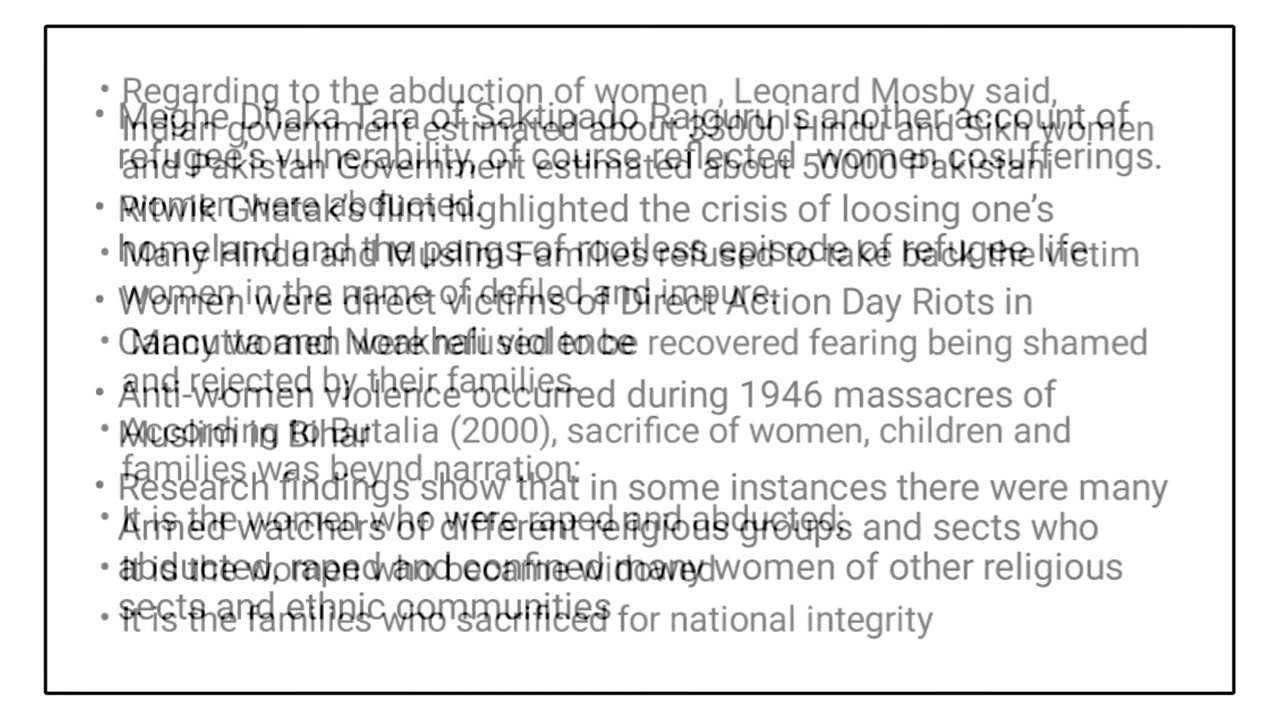 • Regarding to the abduction of women , Leonard Mosby said,
• Meghe Dhaka Tara of Saktipado Rajguru is another account of
Indian government estimated about 33000 Hindu and Sikh women
refugee’s vulnerability, of course reflected women cosufferings.
and Pakistan Government estimated about 50000 Pakistani
women were abducted.
• Ritwik Ghatak’s film highlighted the crisis of loosing one’s
homeland and the pangs of rootless episode of refugee life
• Many Hindu and Muslim Families refused to take back the victim
women in the name of defiled and impure.
• Women were direct victims of Direct Action Day Riots in
Calcutta and Noakhali violence
• Many women were refused to be recovered fearing being shamed
and rejected by their families.
• Anti-women violence occurred during 1946 massacres of
Muslim in Bihar
• According to Butalia (2000), sacrifice of women, children and
families was beynd narration;
• Research findings show that in some instances there were many
• It is the women who were raped and abducted;
Armed watchers of different religious groups and sects who
abducted, raped and confined many women of other religious
• It is the women who became widowed
sects and ethnic communities
• It is the families who sacrificed for national integrity